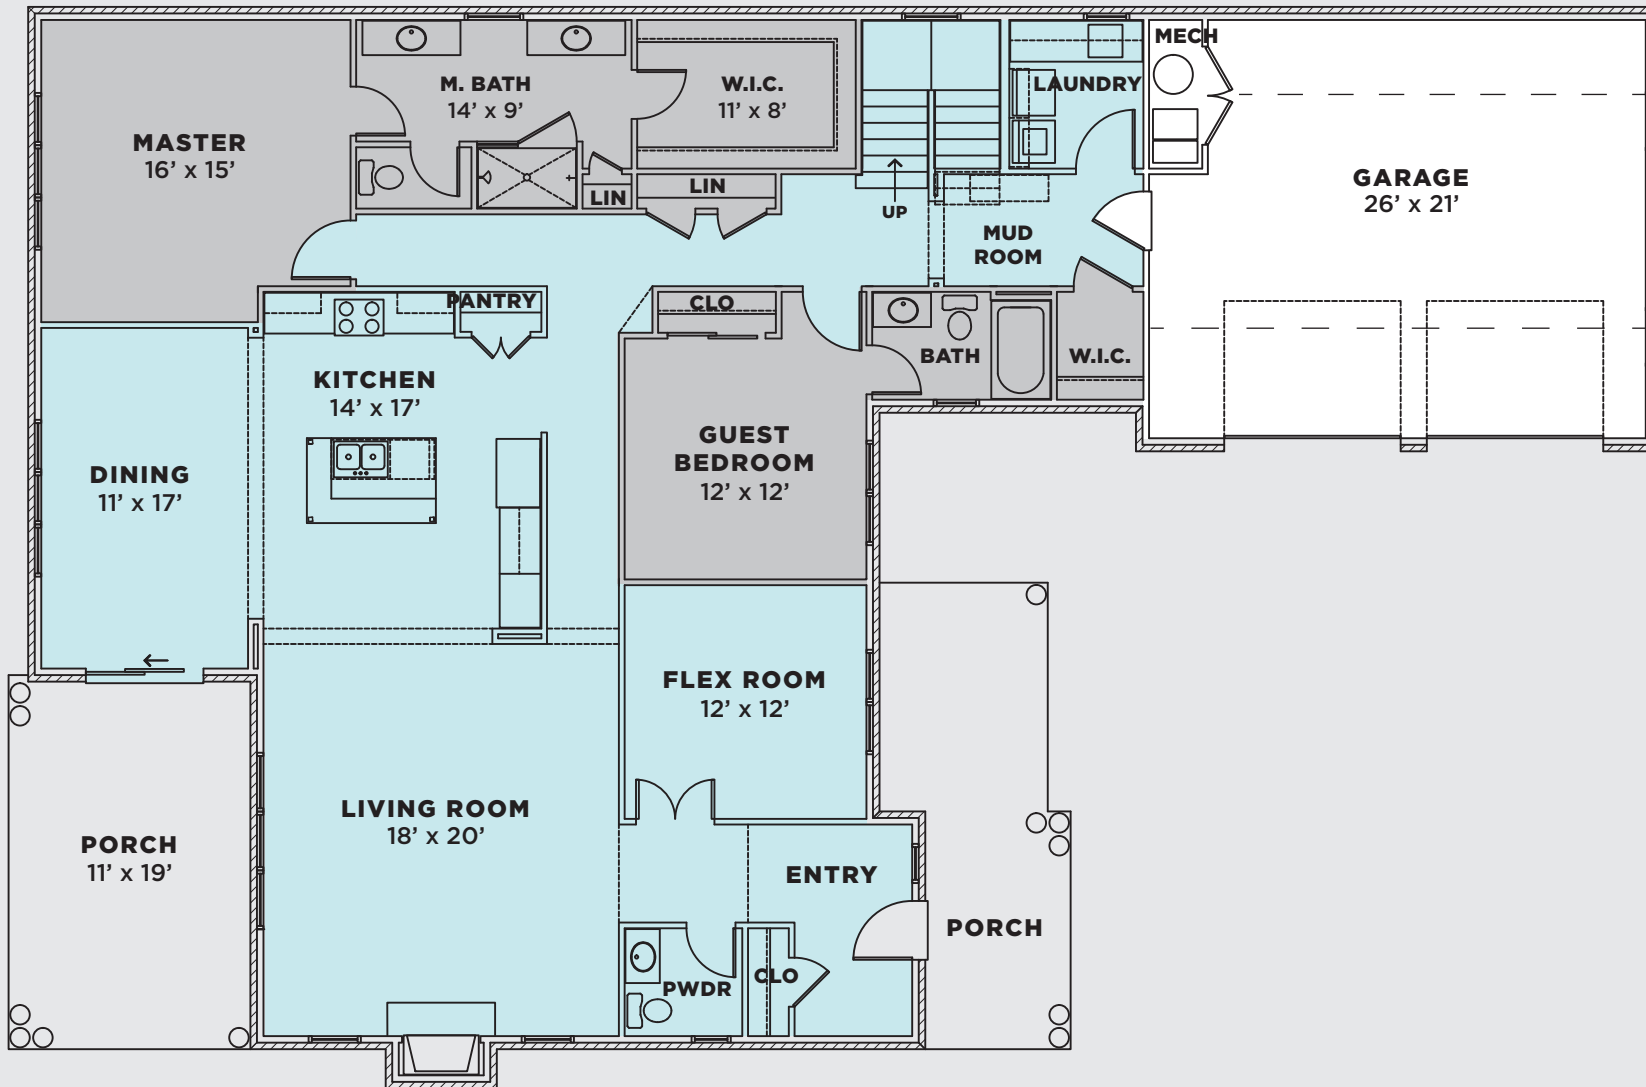 MASTER
16’ x 15’
M. BATH
14’ x 9’
W.I.C.
11’ x 8’
LAUNDRY
MECH
GARAGE
26’ x 21’
LIN
LIN
UP
MUD
ROOM
PANTRY
CLO
BATH
W.I.C.
KITCHEN
14’ x 17’
DINING
11’ x 17’
GUEST
BEDROOM
12’ x 12’
FLEX ROOM
12’ x 12’
LIVING ROOM
18’ x 20’
PORCH
11’ x 19’
ENTRY
PORCH
PWDR
CLO